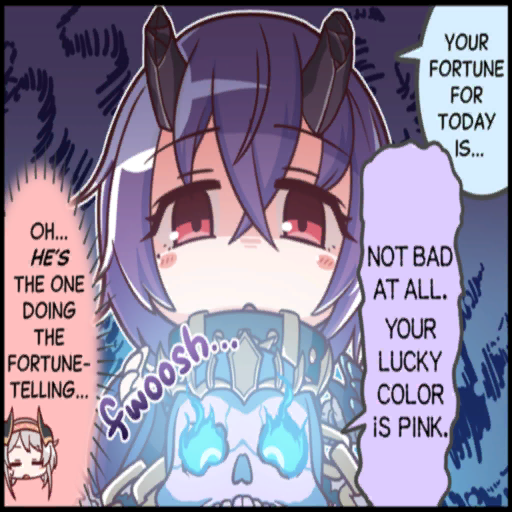 YOUR
FORTUNE
FOR
TODAY
IS...
NOT BAD
AT ALL.
YOUR
LUCKY
COLOR
iS PINK.
fwoosh...
OH...
HE'S
THE ONE
DOING
THE
FORTUNE-
TELLING...